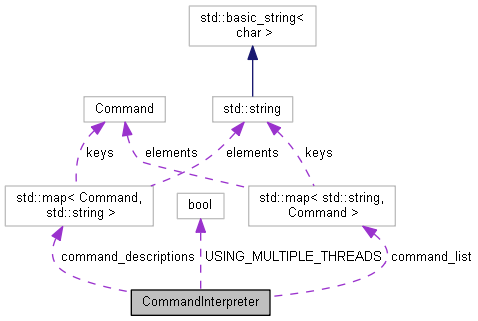 std::basic_string<
char >
Command
std::string
keys
elements
elements
keys
std::map< Command,
std::string >
bool
std::map< std::string,
Command >
command_descriptions
USING_MULTIPLE_THREADS
command_list
CommandInterpreter